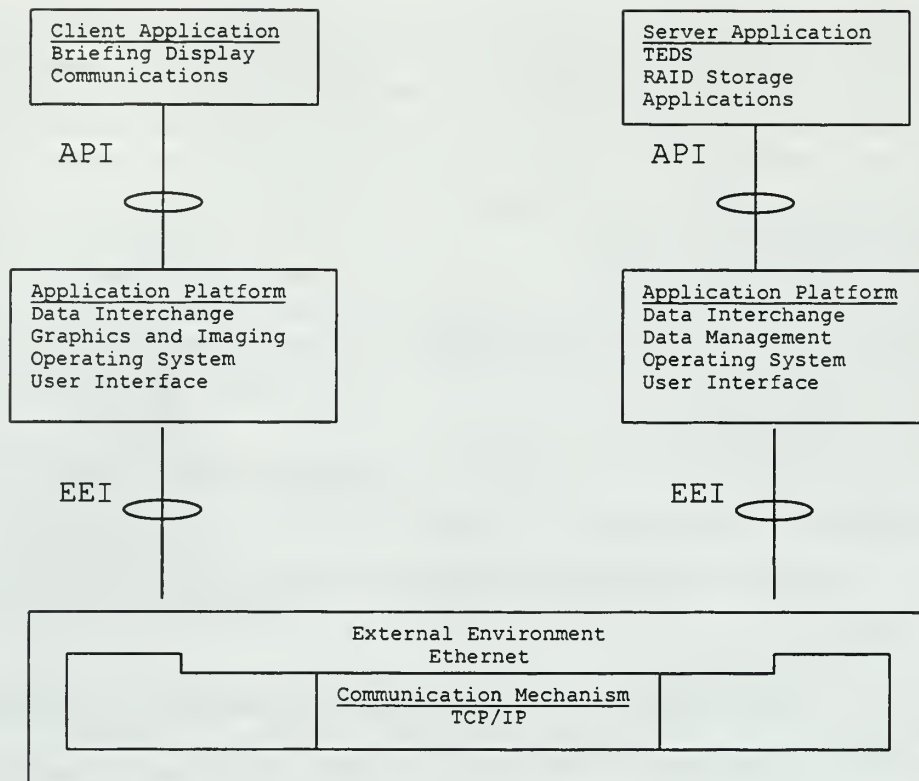 Client Application
Briefing Display
Communications
Server Application
TEDS
RAID Storage
Applications
API
API
Application Platform
Data Interchange
Graphics and Imaging
Operating System
User Interface
Application Platform
Data Interchange
Data Management
Operating System
User Interface
EEI
EEI
External Environment
Ethernet
Communication Mechanism
TCP/IP